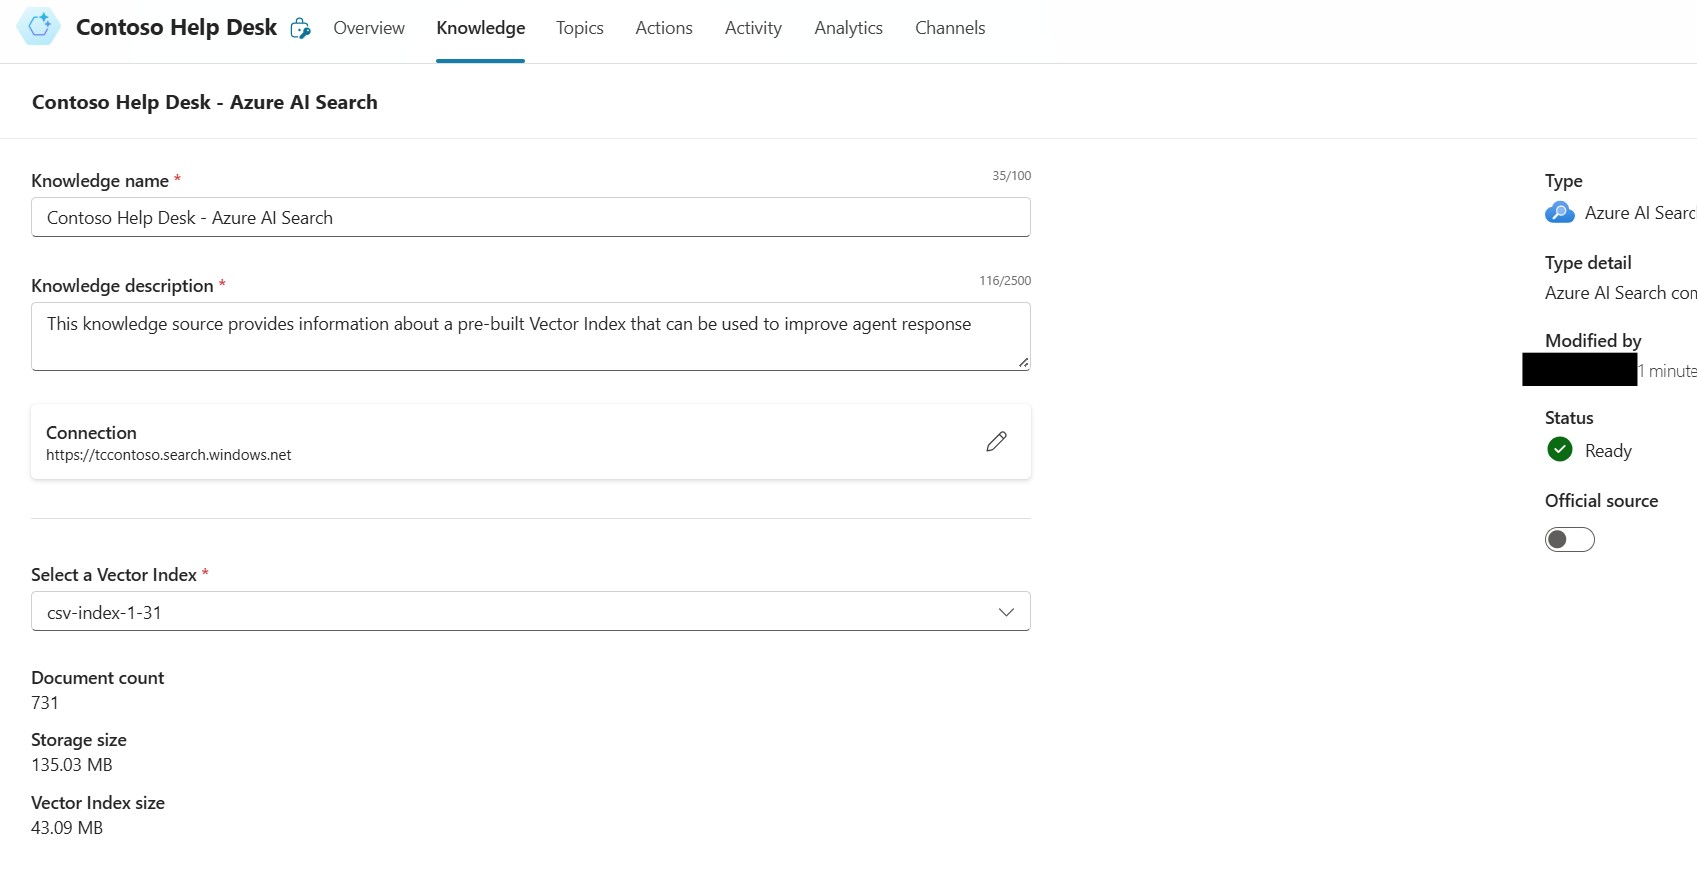 Contoso Help Desk Overview Knowledge Topics Actions Activity Analytics Channels
Contoso Help Desk - Azure AI Search
Knowledge name * 35/100
Contoso Help Desk - Azure AI Search
Knowledge description * 116/2500
This knowledge source provides information about a pre-built Vector Index that can be used to improve agent response
Connection
https://tccontoso.search.windows.net
Select a Vector Index *
csv-index-1-31
Document count
731
Storage size
135.03 MB
Vector Index size
43.09 MB
Type
Azure AI Searc
Type detail
Azure AI Search con
Modified by
1 minute
Status
Ready
Official source